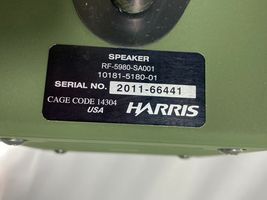 SPEAKER
RF-5980-SA001
10181-5180-01
SERIAL NO. 2011-66441
CAGE CODE 14304
USA
HARRIS